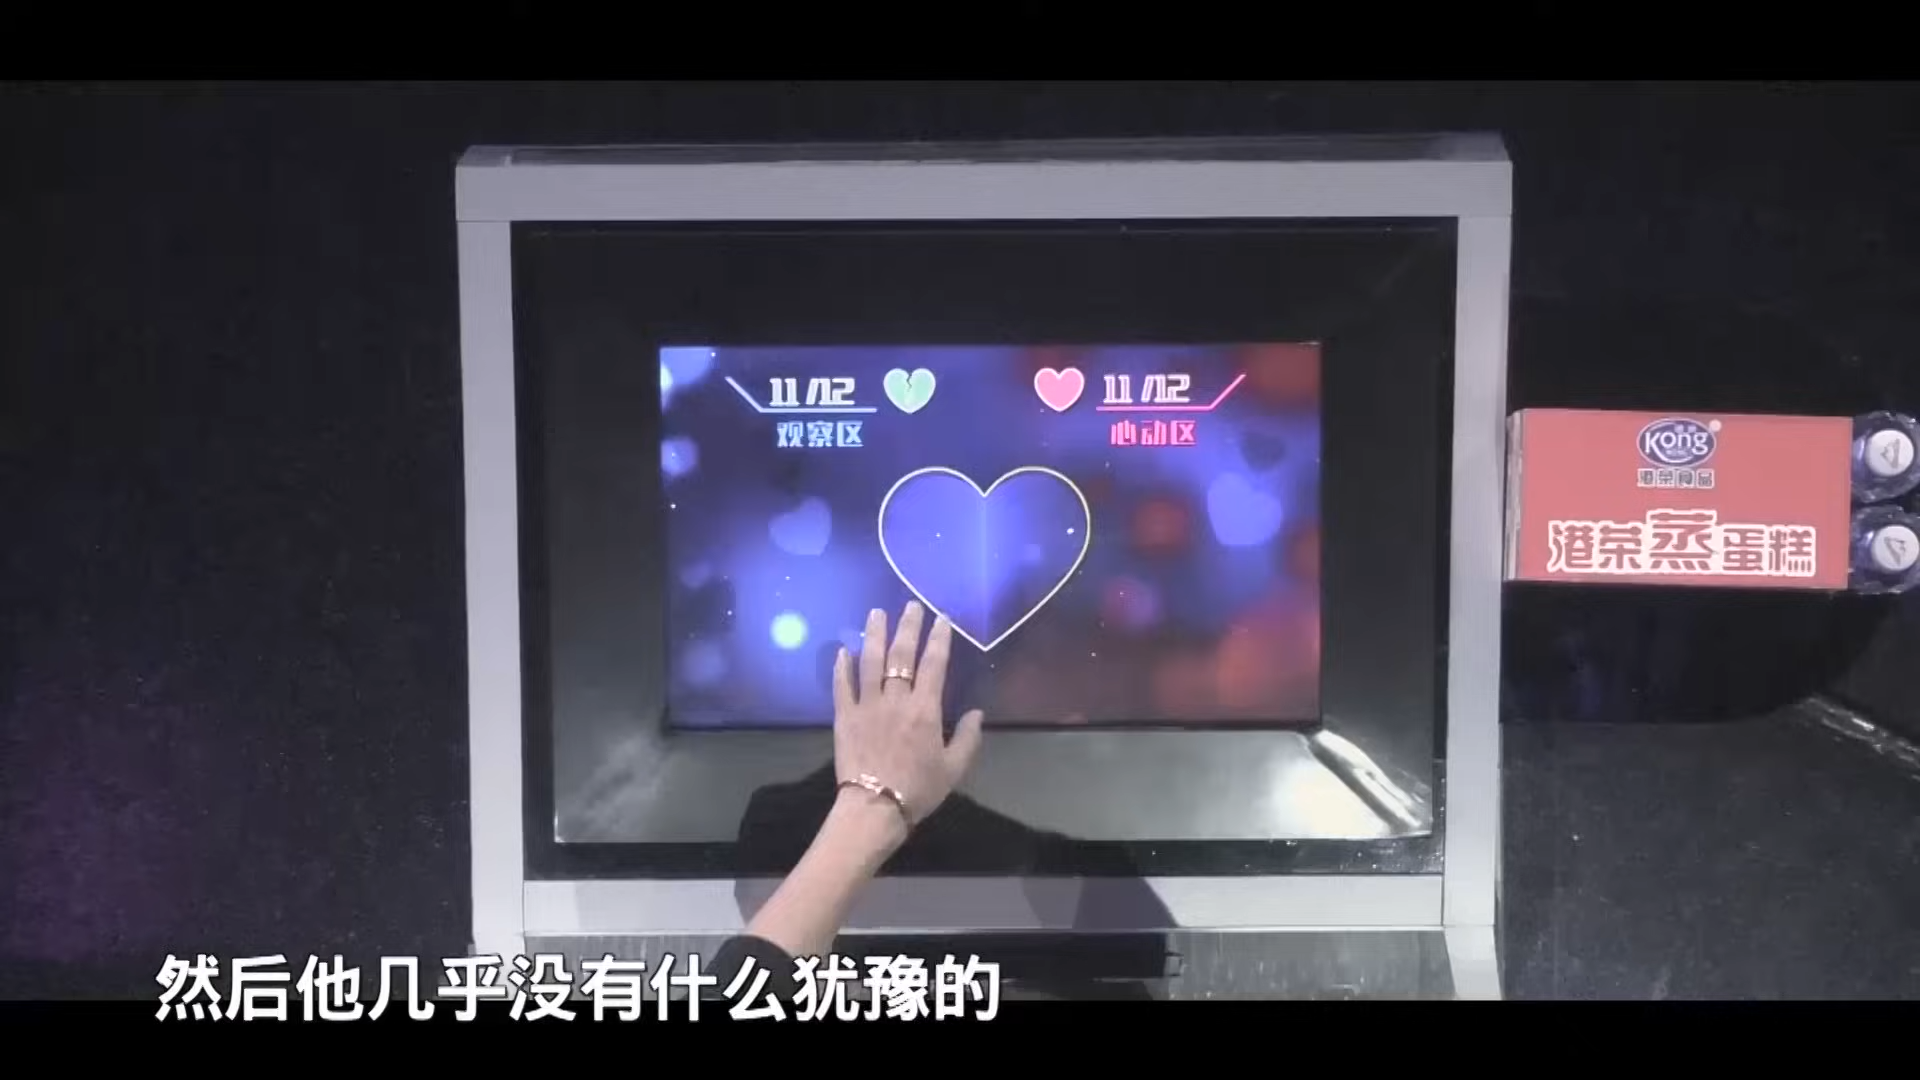 11/12
观察区
11/12
心动区
Kong
港荣食品
港荣蒸蛋糕
然后他几乎没有什么犹豫的